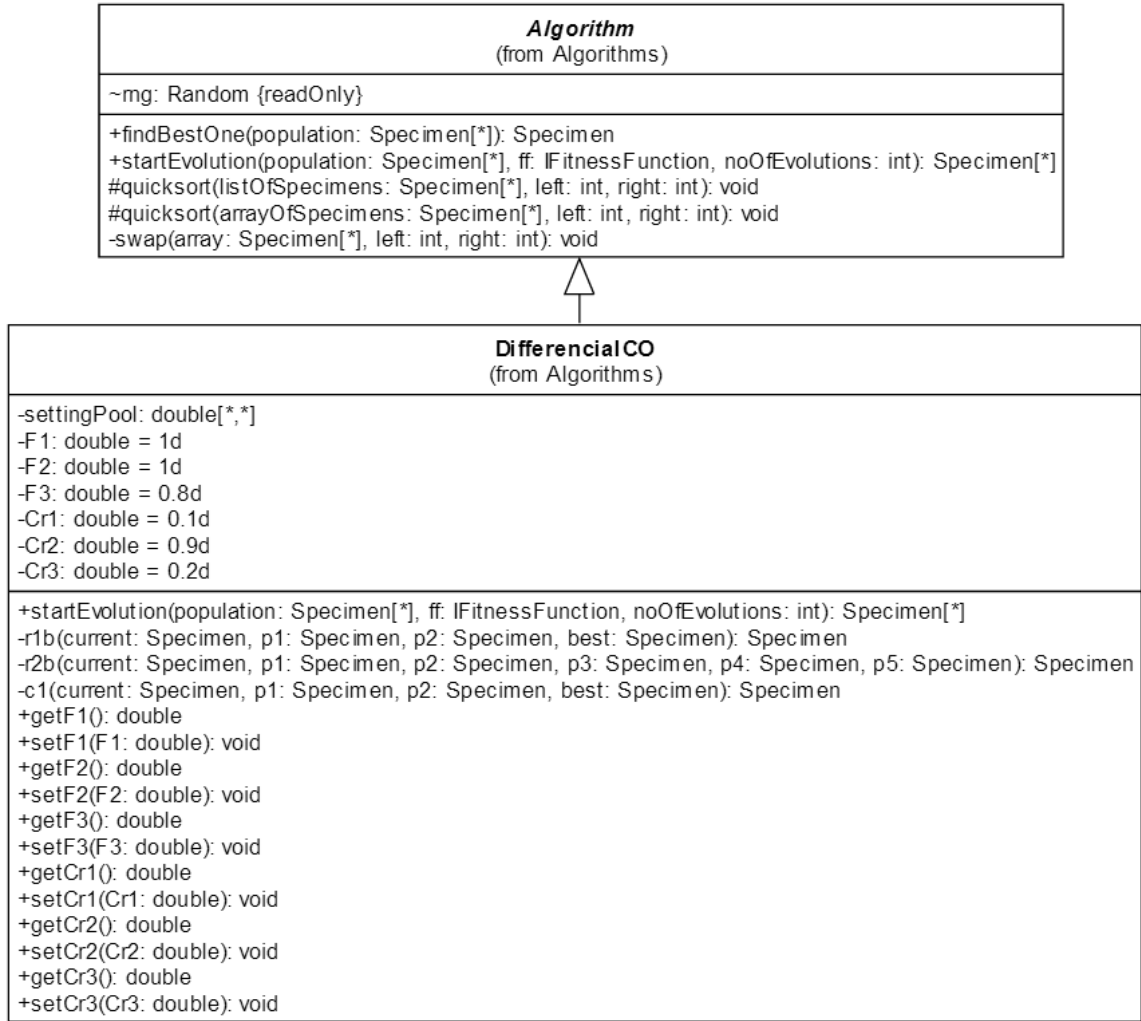 Algorithm
(from Algorithms)
~rng: Random {readOnly}
+findBestOne(population: Specimen[*]): Specimen
+startEvolution(population: Specimen[*], ff: IFitnessFunction, noOfEvolutions: int): Specimen[*]
#quicksort(listOfSpecimens: Specimen[*], left: int, right: int): void
#quicksort(arrayOfSpecimens: Specimen[*], left: int, right: int): void
-swap(array: Specimen[*], left: int, right: int): void
DifferencialCO
(from Algorithms)
-settingPool: double[*,*]
-F1: double = 1d
-F2: double = 1d
-F3: double = 0.8d
-Cr1: double = 0.1d
-Cr2: double = 0.9d
-Cr3: double = 0.2d
+startEvolution(population: Specimen[*], ff: IFitnessFunction, noOfEvolutions: int): Specimen[*]
-r1b(current: Specimen, p1: Specimen, p2: Specimen, best: Specimen): Specimen
-r2b(current: Specimen, p1: Specimen, p2: Specimen, p3: Specimen, p4: Specimen, p5: Specimen): Specimen
-c1(current: Specimen, p1: Specimen, p2: Specimen, best: Specimen): Specimen
+getF1(): double
+setF1(F1: double): void
+getF2(): double
+setF2(F2: double): void
+getF3(): double
+setF3(F3: double): void
+getCr1(): double
+setCr1(Cr1: double): void
+getCr2(): double
+setCr2(Cr2: double): void
+getCr3(): double
+setCr3(Cr3: double): void